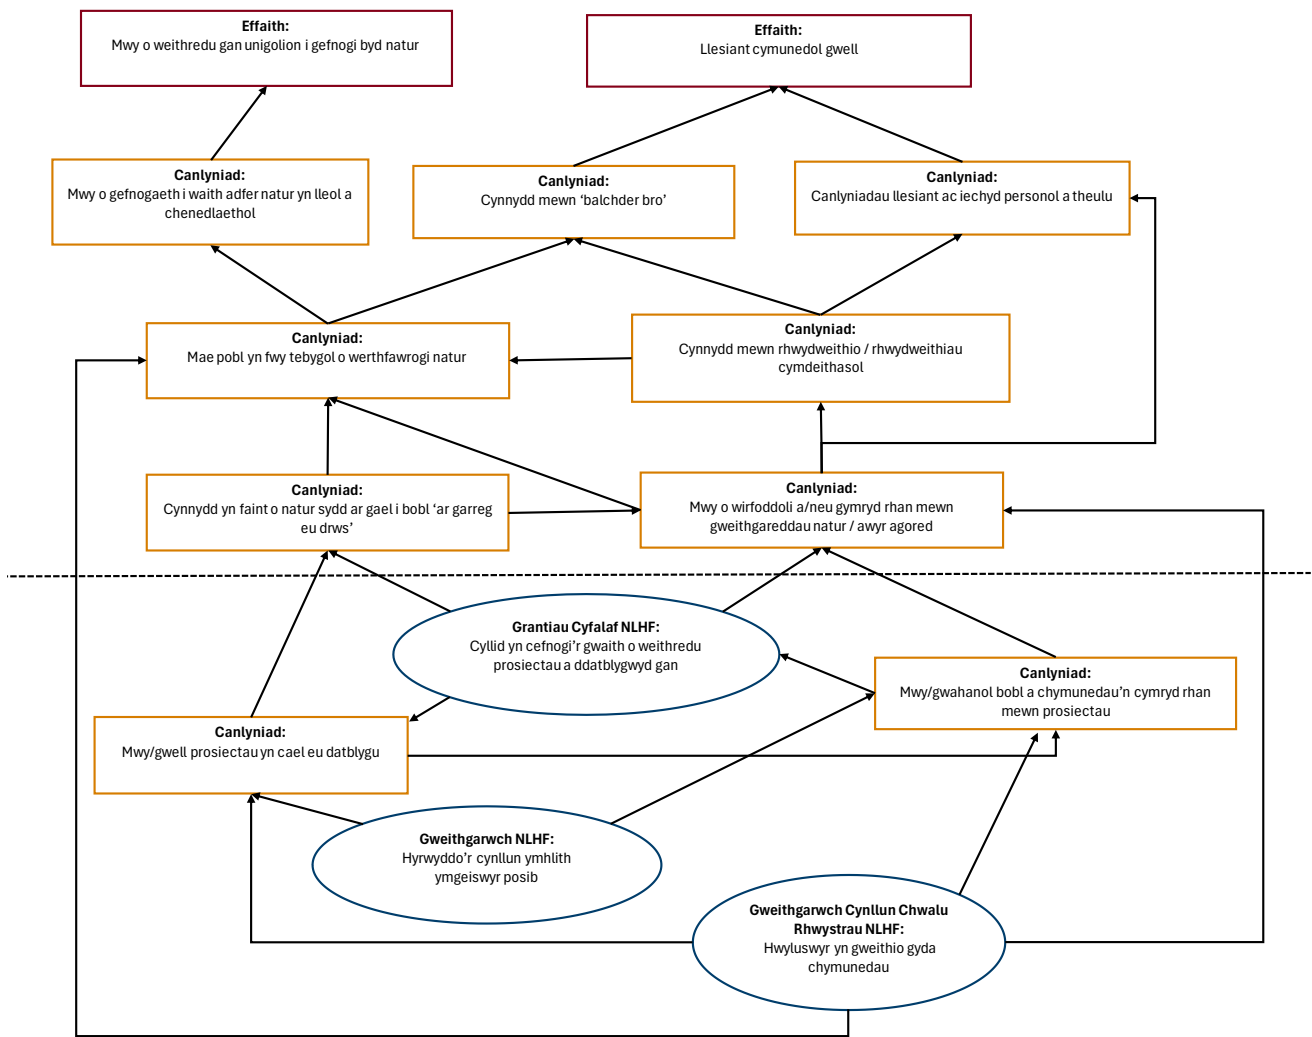 Effaith:
Mwy o weithredu gan unigolion i gefnogi byd natur
Effaith:
Llesiant cymunedol gwell
Canlyniad:
Mwy o gefnogaeth i waith adfer natur yn lleol a
chenedlaethol
Canlyniad:
Cynnydd mewn ‘balchder bro’
Canlyniad:
Canlyniadau llesiant ac iechyd personol a theulu
Canlyniad:
Mae pobl yn fwy tebygol o werthfawrogi natur
Canlyniad:
Cynnydd mewn rhwydweithio / rhwydweithiau
cymdeithasol
Canlyniad:
Cynnydd yn faint o natur sydd ar gael i bobl ‘ar garreg
eu drws’
Canlyniad:
Mwy o wirfoddoli a/neu gymryd rhan mewn
gweithgareddau natur / awyr agored
Grantiau Cyfalaf NLHF:
Cyllid yn cefnogi’r gwaith o weithredu
prosiectau a ddatblygwyd gan
Canlyniad:
Mwy/gwahanol bobl a chymunedau’n cymryd rhan
mewn prosiectau
Canlyniad:
Mwy/gwell prosiectau yn cael eu datblygu
Gweithgarwch NLHF:
Hyrwyddo’r cynllun ymhlith
ymgeiswyr posib
Gweithgarwch Cynllun Chwalu
Rhwystrau NLHF:
Hwyluswyr yn gweithio gyda
chymunedau